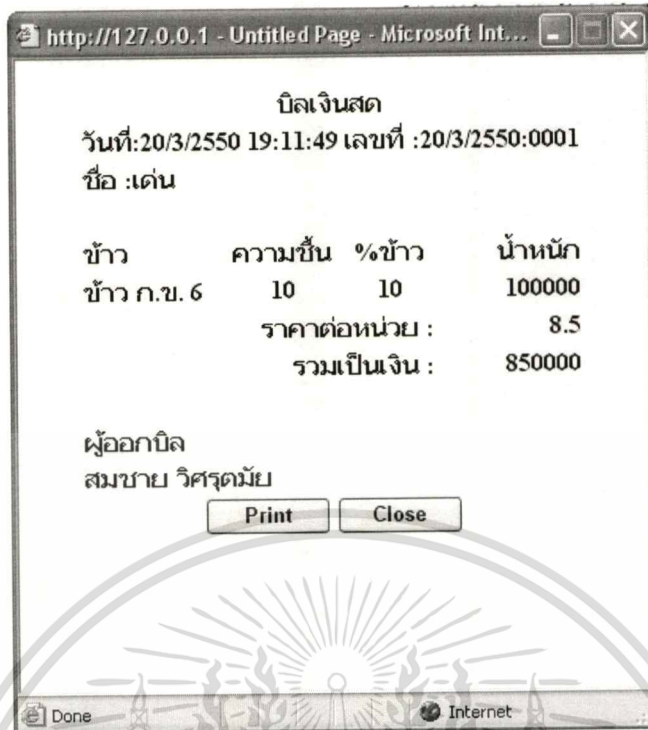 http://127.0.0.1 - Untitled Page - Microsoft Int...
บิลเงินสด
วันที่:20/3/2550 19:11:49 เลขที่ :20/3/2550:0001
ชื่อ :เด่น
ข้าว ความชื้น %ข้าว น้ำหนัก
ข้าว ก.ข. 6 10 10 100000
ราคาต่อหน่วย : 8.5
รวมเป็นเงิน : 850000
ผู้ออกบิล
สมชาย วิศรุตมัย
Print Close
Done Internet